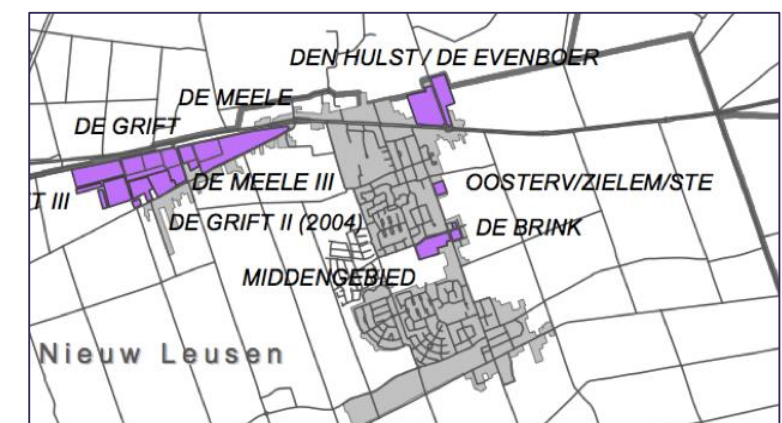 DEN HULST / DE EVENBOER
DE MEELE
DE GRIFT
DE MEELE III
OOSTERV/ZIELEM/STE
T III
DE GRIFT II (2004)
DE BRINK
MIDDENGEBIED
Nieuw Leusen